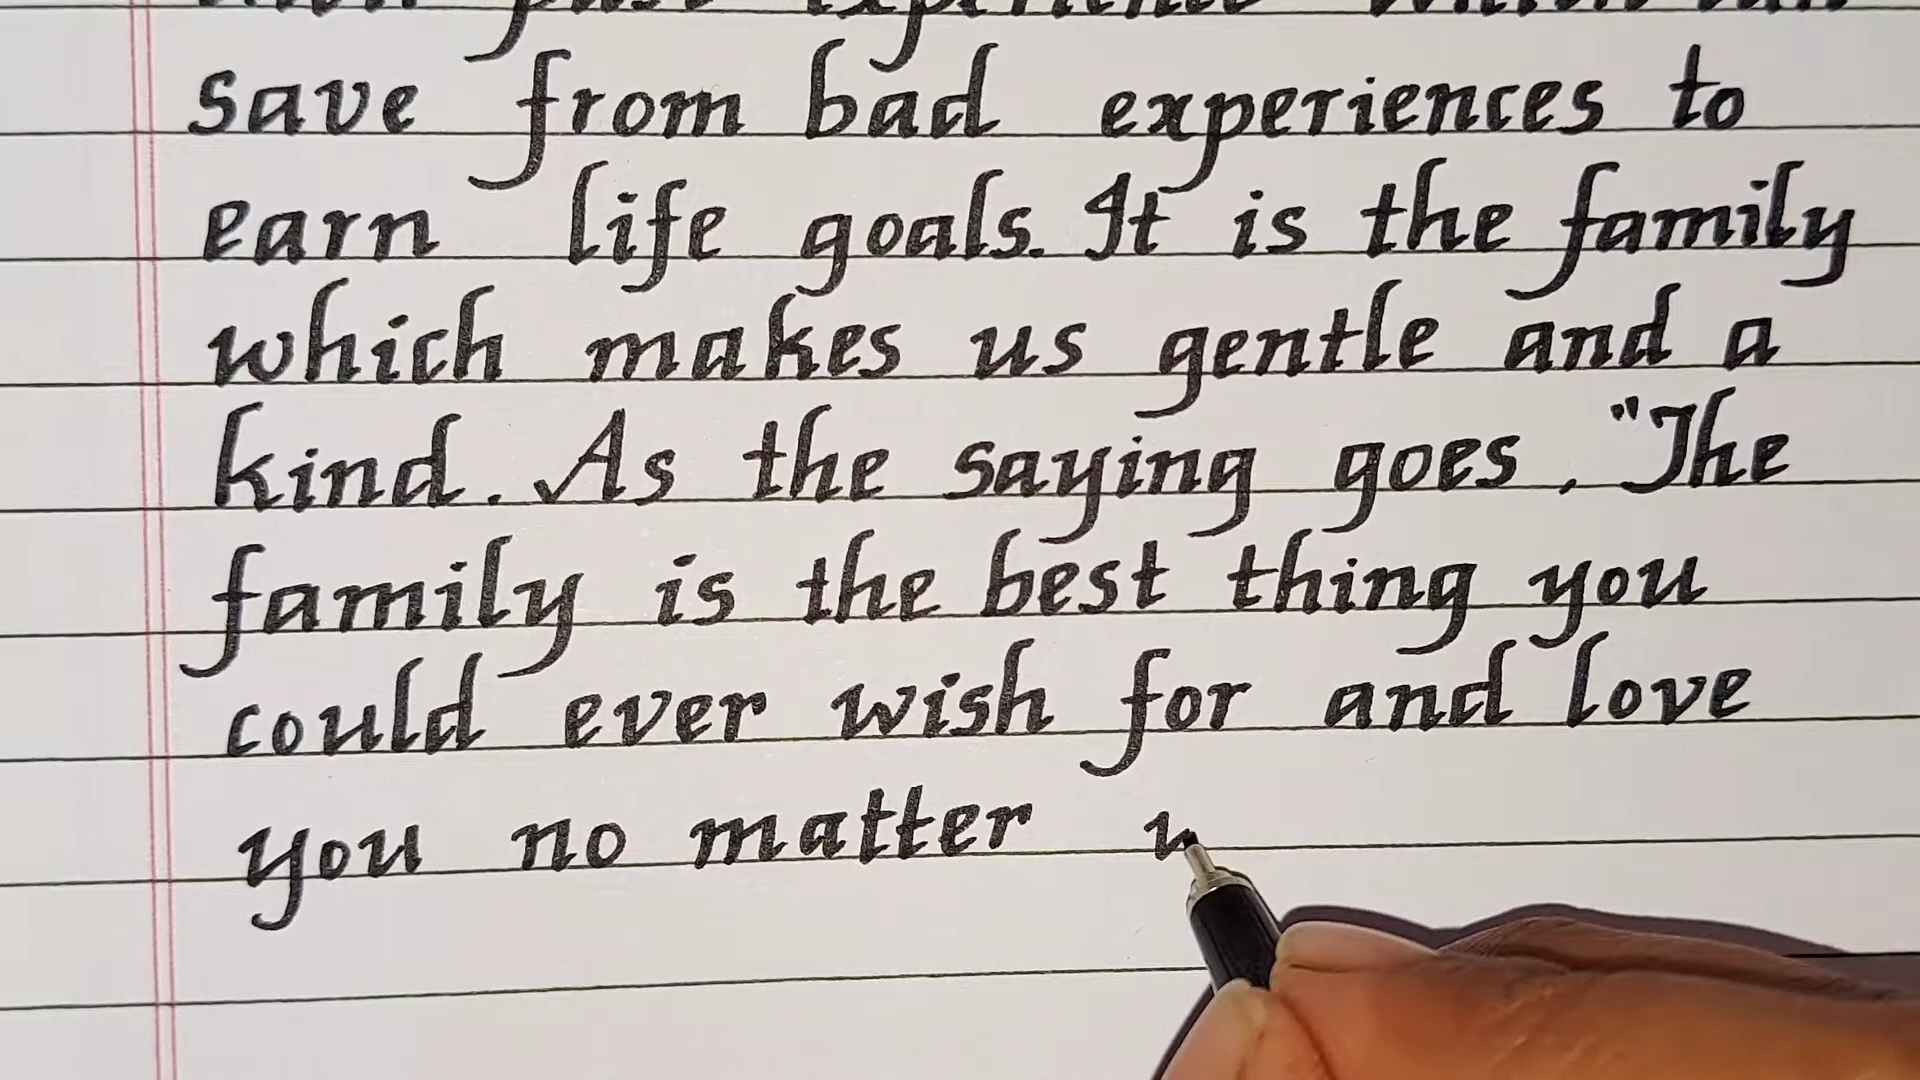 save from bad experiences to
earn life goals. It is the family
which makes us gentle and a
kind. As the saying goes, "The
family is the best thing you
could ever wish for and love
you no matter